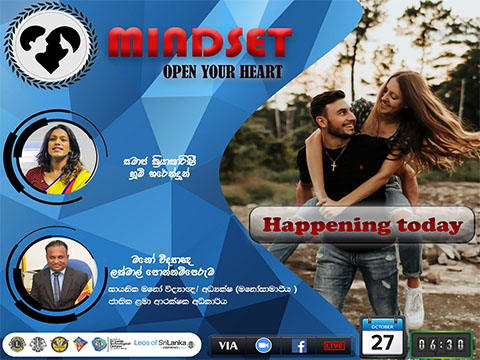 MINDSET
OPEN YOUR HEART
සමාජ ක්‍රියාකාරිනී
භූමි හරේන්ද්‍රන්
Happening today
මනෝ විද්‍යාඥ
ලක්මාල් පොන්නම්පෙරුම
සායනික මනෝ විද්‍යාඥ/ අධ්‍යක්ෂ (මනෝසාමාජීය )
ජාතික ළමා ආරක්ෂක අධිකාරිය
Leos of SriLanka
VIA
LIVE
OCTOBER
27
06:30